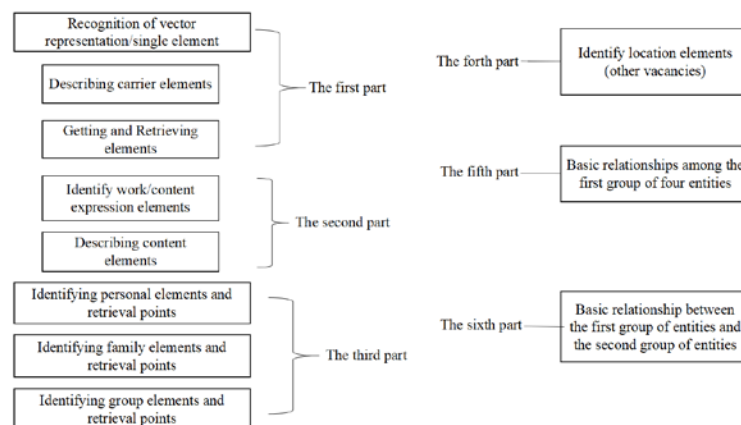 Recognition of vector
representation/single element
Describing carrier elements
Getting and Retrieving
elements
The first part
Identify work/content
expression elements
Describing content
elements
The second part
Identifying personal elements and
retrieval points
Identifying family elements and
retrieval points
Identifying group elements and
retrieval points
The third part
The forth part
Identify location elements
(other vacancies)
The fifth part
Basic relationships among the
first group of four entities
The sixth part
Basic relationship between
the first group of entities and
the second group of entities